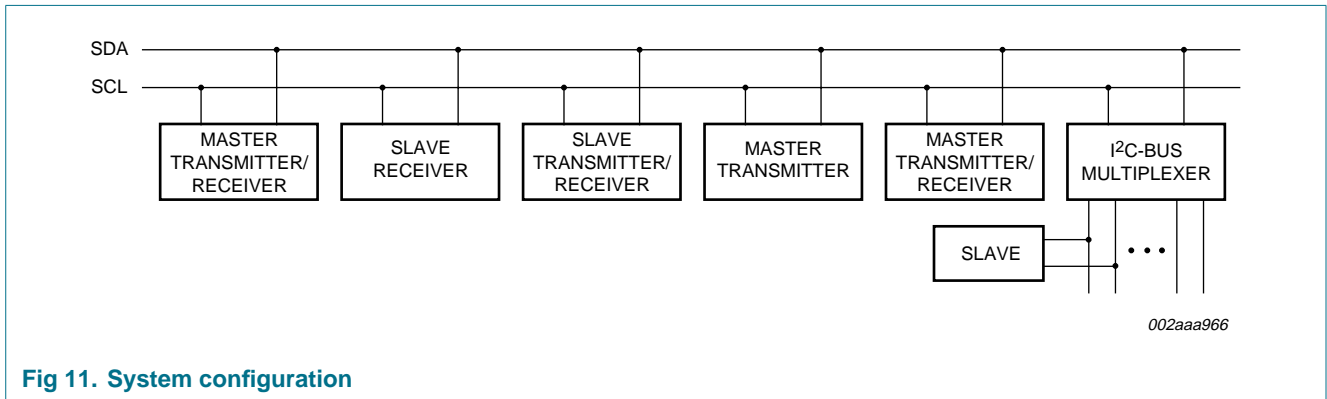 SDA
SCL
MASTER
TRANSMITTER/
RECEIVER
SLAVE
RECEIVER
SLAVE
TRANSMITTER/
RECEIVER
MASTER
TRANSMITTER
MASTER
TRANSMITTER/
RECEIVER
I²C-BUS
MULTIPLEXER
SLAVE
002aaa966
Fig 11. System configuration